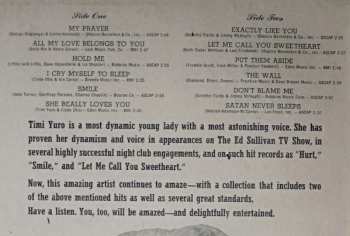 Side One
MY PRAYER
ALL MY LOVE BELONGS TO YOU
HOLD ME
I CRY MYSELF TO SLEEP
SMILE
SHE REALLY LOVES YOU
Side Two
EXACTLY LIKE YOU
LET ME CALL YOU SWEETHEART
PUT THEM ASIDE
THE WALL
DON'T BLAME ME
SATAN NEVER SLEEPS
Timi Yuro is a most dynamic young lady with a most astonishing voice. She has
proven her dynamism and voice in appearances on The Ed Sullivan TV Show, in
several highly successful night club engagements, and on such hit records as "Hurt,"
"Smile," and "Let Me Call You Sweetheart."
Now, this amazing artist continues to amaze—with a collection that includes two
of the above mentioned hits as well as several great standards.
Have a listen. You, too, will be amazed—and delightfully entertained.